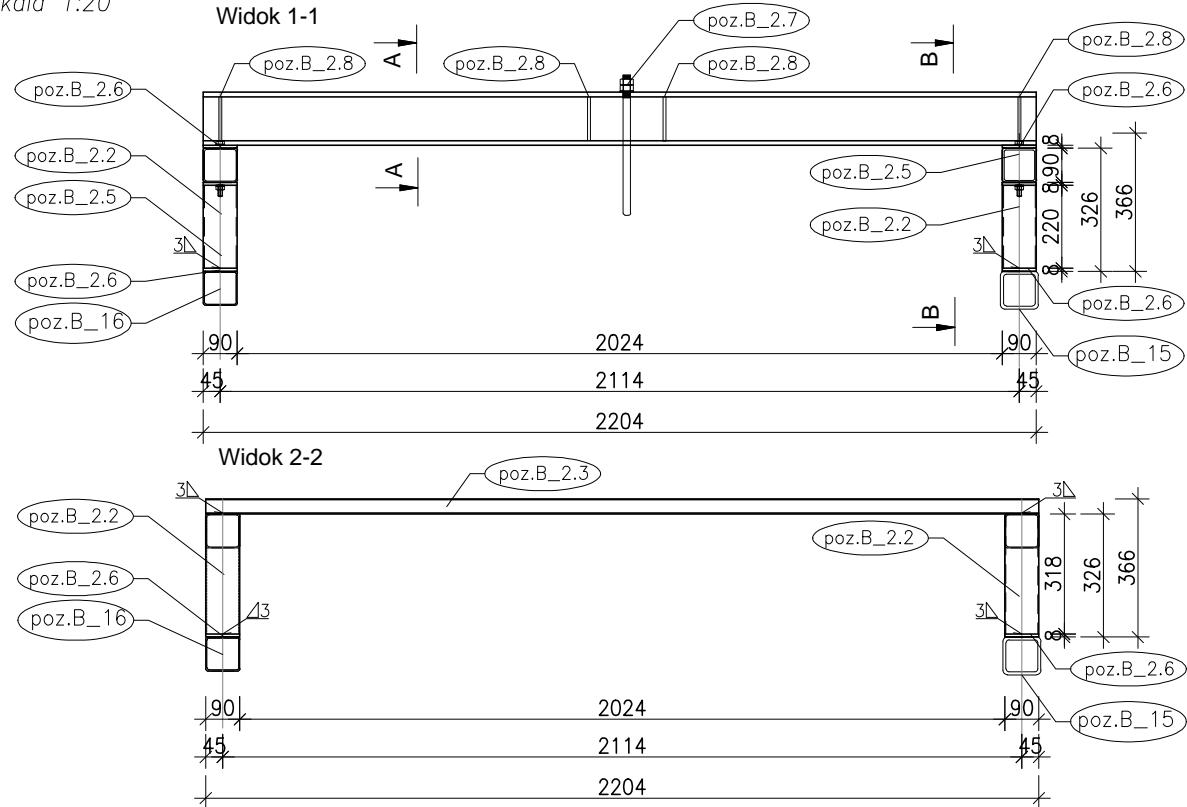 kala 1:20
Widok 1-1
poz.B_2.7
A
B
poz.B_2.8
poz.B_2.8
poz.B_2.8
poz.B_2.8
poz.B_2.6
poz.B_2.6
poz.B_2.2
A
8
90
poz.B_2.5
poz.B_2.5
8
326
366
220
poz.B_2.2
3
3
poz.B_2.6
8
poz.B_2.6
poz.B_16
B
90
2024
90
poz.B_15
45
2114
45
2204
Widok 2-2
poz.B_2.3
3
3
poz.B_2.2
poz.B_2.2
318
326
366
poz.B_2.6
3
3
poz.B_16
8
poz.B_2.6
90
2024
90
poz.B_15
45
2114
45
2204